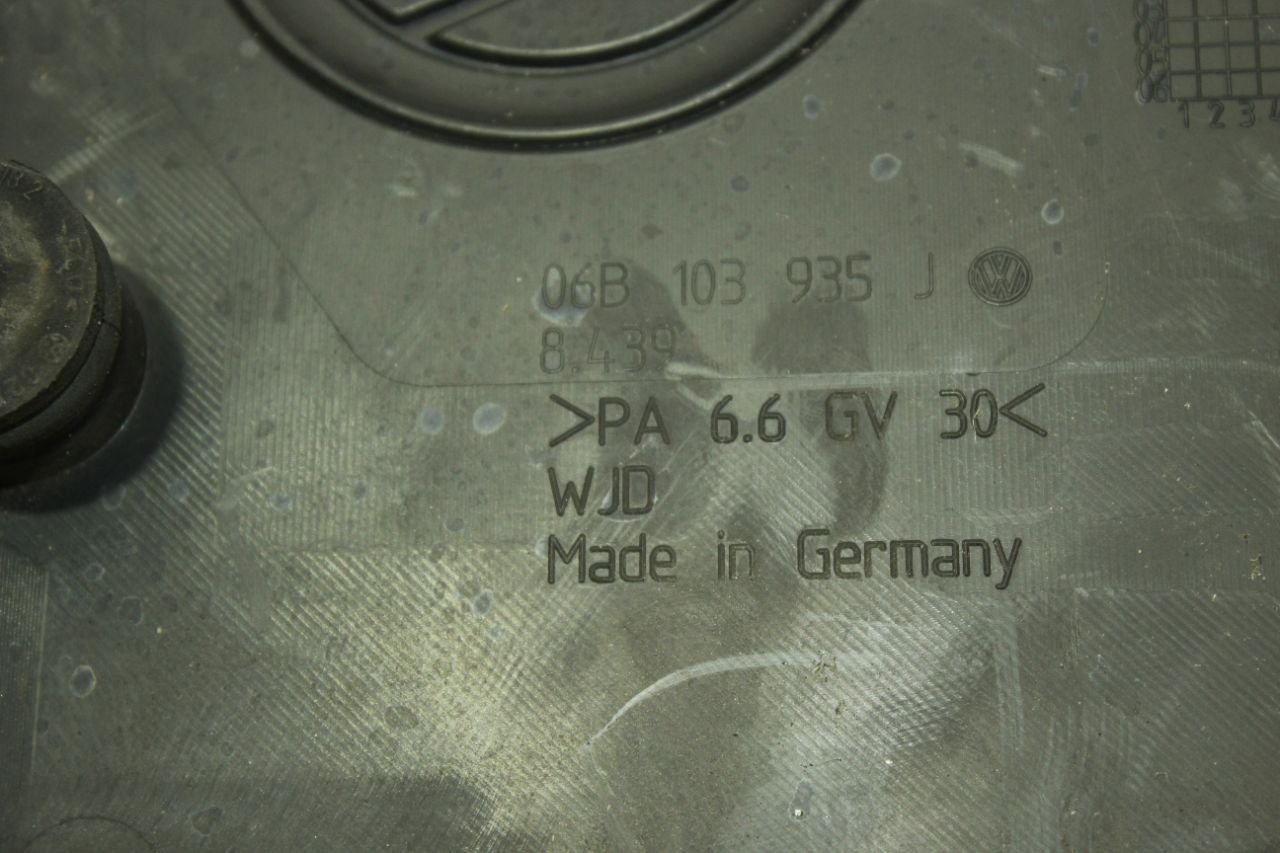 1 2 3 4
06B 103 935 J
8.439
>PA 6.6 GV 30<
WJD
Made in Germany